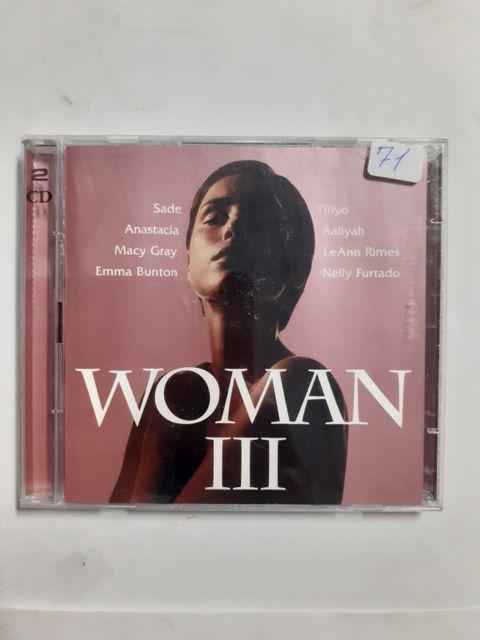 2
CD
71
Sade
Anastacia
Macy Gray
Emma Bunton
Titiyo
Aaliyah
LeAnn Rimes
Nelly Furtado
WOMAN
III